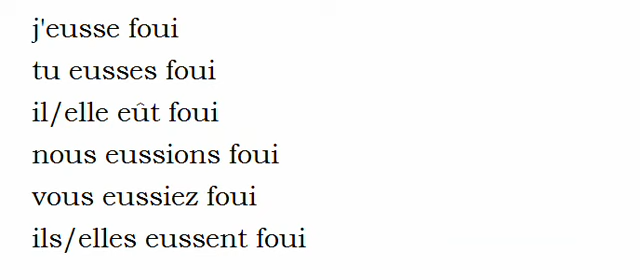 j'eusse foui
tu eusses foui
il/elle eût foui
nous eussions foui
vous eussiez foui
ils/elles eussent foui